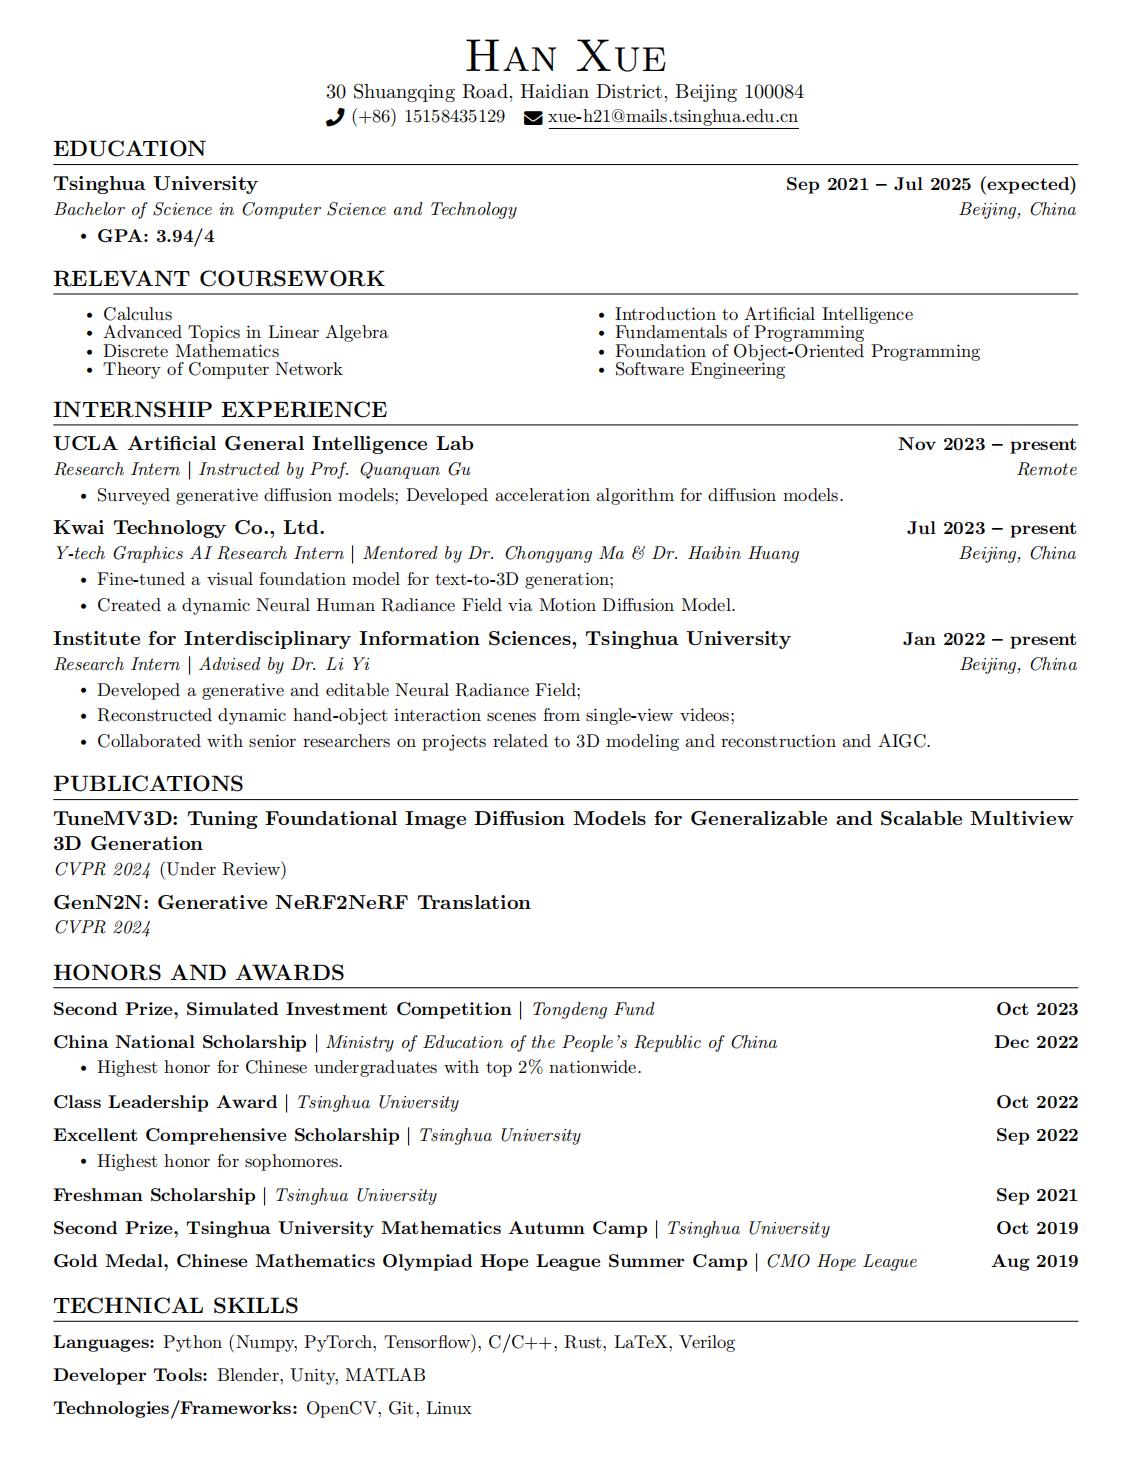 Han Xue
30 Shuangqing Road, Haidian District, Beijing 100084
(+86) 15158435129 xue-h21@mails.tsinghua.edu.cn
EDUCATION
Tsinghua University Sep 2021 – Jul 2025 (expected)
Bachelor of Science in Computer Science and Technology Beijing, China
• GPA: 3.94/4
RELEVANT COURSEWORK
• Calculus
• Advanced Topics in Linear Algebra
• Discrete Mathematics
• Theory of Computer Network
• Introduction to Artificial Intelligence
• Fundamentals of Programming
• Foundation of Object-Oriented Programming
• Software Engineering
INTERNSHIP EXPERIENCE
UCLA Artificial General Intelligence Lab Nov 2023 – present
Research Intern | Instructed by Prof. Quanquan Gu Remote
• Surveyed generative diffusion models; Developed acceleration algorithm for diffusion models.
Kwai Technology Co., Ltd. Jul 2023 – present
Y-tech Graphics AI Research Intern | Mentored by Dr. Chongyang Ma & Dr. Haibin Huang Beijing, China
• Fine-tuned a visual foundation model for text-to-3D generation;
• Created a dynamic Neural Human Radiance Field via Motion Diffusion Model.
Institute for Interdisciplinary Information Sciences, Tsinghua University Jan 2022 – present
Research Intern | Advised by Dr. Li Yi Beijing, China
• Developed a generative and editable Neural Radiance Field;
• Reconstructed dynamic hand-object interaction scenes from single-view videos;
• Collaborated with senior researchers on projects related to 3D modeling and reconstruction and AIGC.
PUBLICATIONS
TuneMV3D: Tuning Foundational Image Diffusion Models for Generalizable and Scalable Multiview
3D Generation
CVPR 2024 (Under Review)
GenN2N: Generative NeRF2NeRF Translation
CVPR 2024
HONORS AND AWARDS
Second Prize, Simulated Investment Competition | Tongdeng Fund Oct 2023
China National Scholarship | Ministry of Education of the People's Republic of China Dec 2022
• Highest honor for Chinese undergraduates with top 2% nationwide.
Class Leadership Award | Tsinghua University Oct 2022
Excellent Comprehensive Scholarship | Tsinghua University Sep 2022
• Highest honor for sophomores.
Freshman Scholarship | Tsinghua University Sep 2021
Second Prize, Tsinghua University Mathematics Autumn Camp | Tsinghua University Oct 2019
Gold Medal, Chinese Mathematics Olympiad Hope League Summer Camp | CMO Hope League Aug 2019
TECHNICAL SKILLS
Languages: Python (Numpy, PyTorch, Tensorflow), C/C++, Rust, LaTeX, Verilog
Developer Tools: Blender, Unity, MATLAB
Technologies/Frameworks: OpenCV, Git, Linux